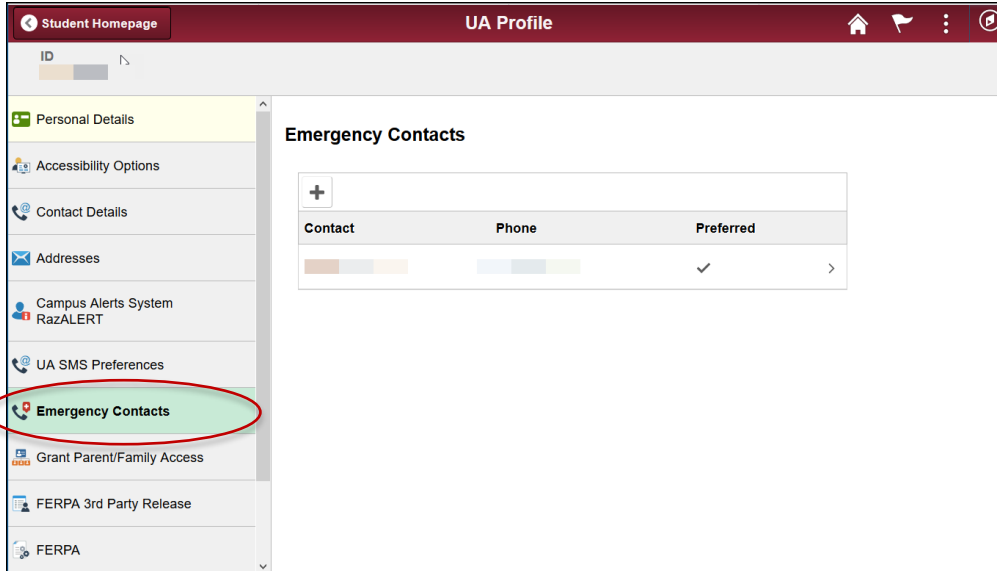 Student Homepage
UA Profile
ID
Personal Details
Accessibility Options
Contact Details
Addresses
Campus Alerts System
RazALERT
UA SMS Preferences
Emergency Contacts
Grant Parent/Family Access
FERPA 3rd Party Release
FERPA
Emergency Contacts
Contact Phone Preferred